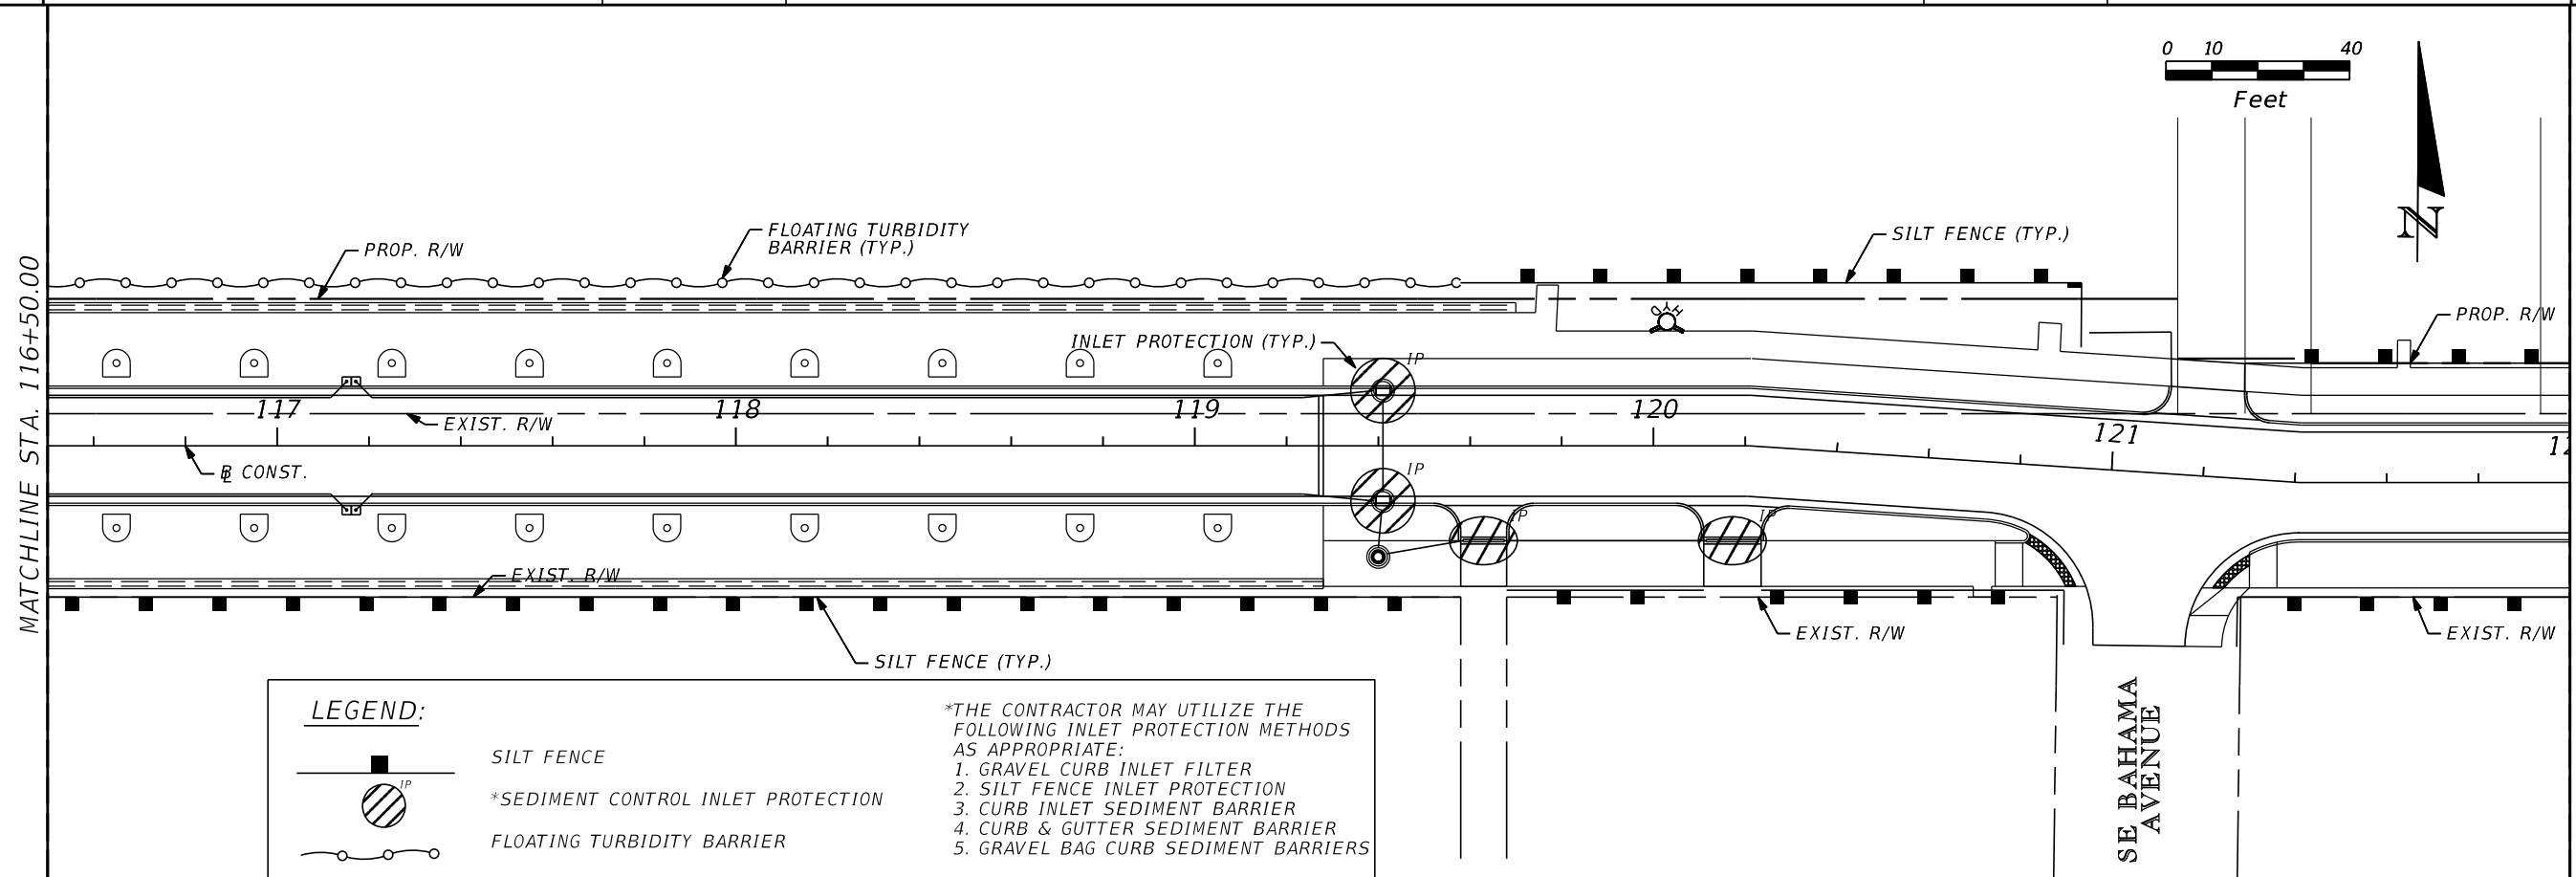 0 10 40
Feet
N
MATCHLINE STA. 116+50.00
PROP. R/W
FLOATING TURBIDITY
BARRIER (TYP.)
SILT FENCE (TYP.)
HYD
PROP. R/W
INLET PROTECTION (TYP.)
IP
117
118
119
120
121
EXIST. R/W
BL CONST.
IP
IP
IP
EXIST. R/W
EXIST. R/W
EXIST. R/W
SILT FENCE (TYP.)
SE BAHAMA
AVENUE
LEGEND:
SILT FENCE
IP
*SEDIMENT CONTROL INLET PROTECTION
FLOATING TURBIDITY BARRIER
*THE CONTRACTOR MAY UTILIZE THE
FOLLOWING INLET PROTECTION METHODS
AS APPROPRIATE:
1. GRAVEL CURB INLET FILTER
2. SILT FENCE INLET PROTECTION
3. CURB INLET SEDIMENT BARRIER
4. CURB & GUTTER SEDIMENT BARRIER
5. GRAVEL BAG CURB SEDIMENT BARRIERS